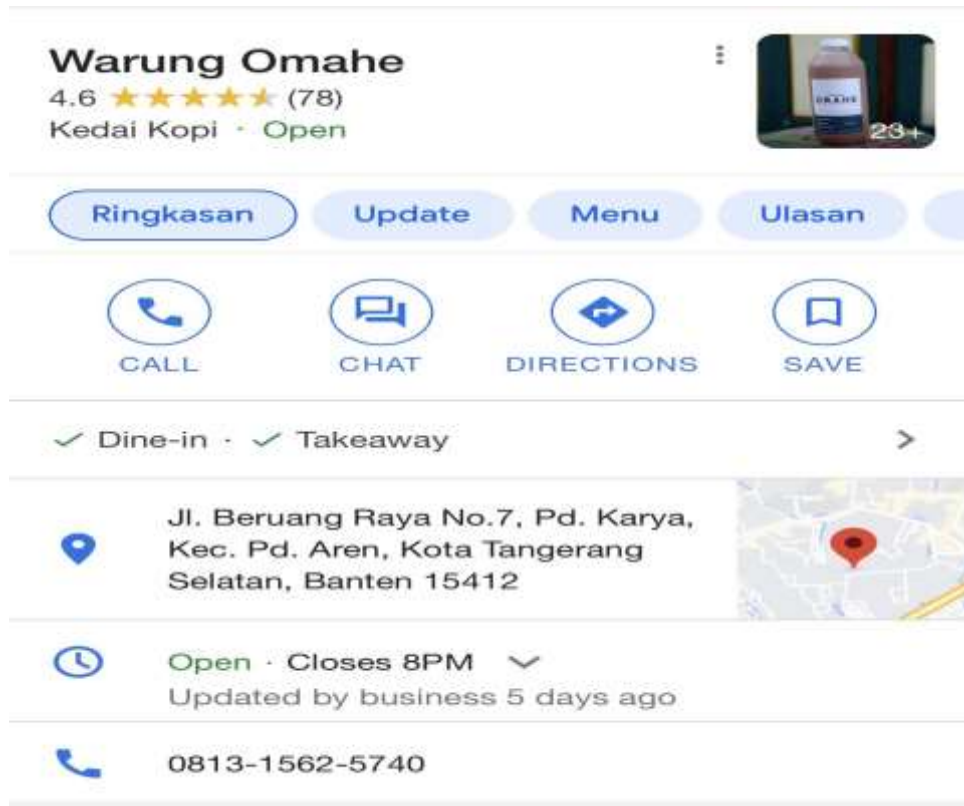 Warung Omahe
4.6 (78)
Kedai Kopi · Open
23+
Ringkasan Update Menu Ulasan
CALL CHAT DIRECTIONS SAVE
Dine-in · Takeaway
Jl. Beruang Raya No.7, Pd. Karya,
Kec. Pd. Aren, Kota Tangerang
Selatan, Banten 15412
Open · Closes 8PM
Updated by business 5 days ago
0813-1562-5740